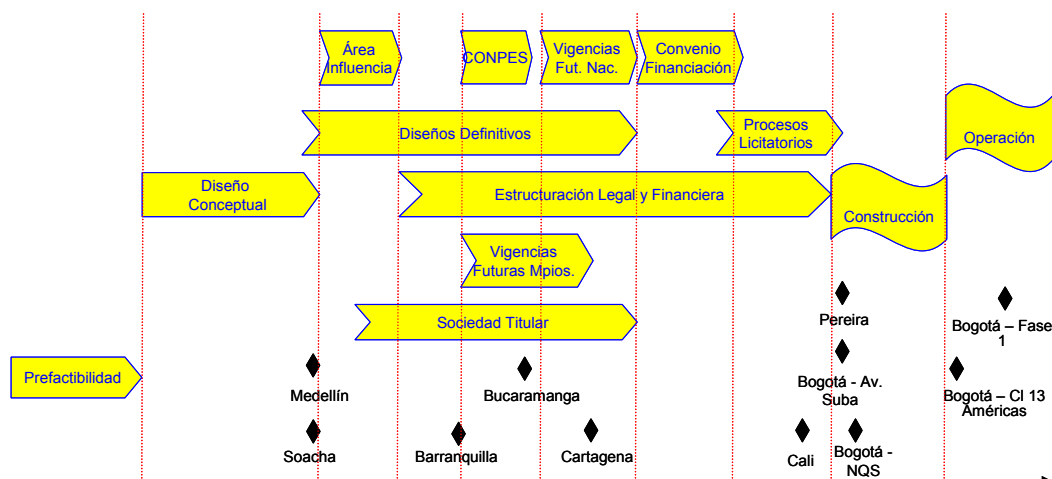 Área
Influencia
CONPES
Vigencias
Fut. Nac.
Convenio
Financiación
Diseños Definitivos
Procesos
Licitatorios
Operación
Diseño
Conceptual
Estructuración Legal y Financiera
Construcción
Vigencias
Futuras Mpios.
Sociedad Titular
Pereira
Bogotá – Fase
1
Prefactibilidad
Medellín
Bucaramanga
Bogotá - Av.
Suba
Bogotá – Cl 13
Américas
Soacha
Barranquilla
Cartagena
Cali
Bogotá -
NQS